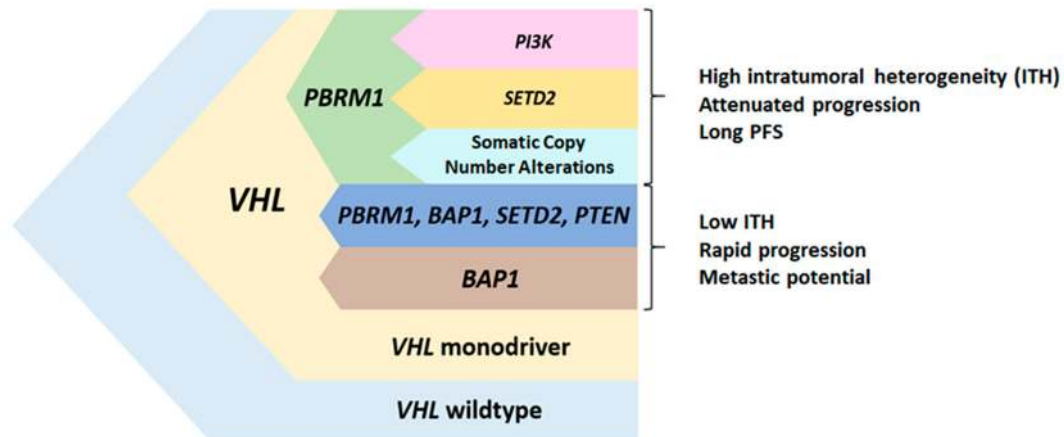 PI3K
PBRM1
SETD2
Somatic Copy
Number Alterations
VHL
PBRM1, BAP1, SETD2, PTEN
BAP1
VHL monodriver
VHL wildtype
High intratumoral heterogeneity (ITH)
Attenuated progression
Long PFS
Low ITH
Rapid progression
Metastic potential